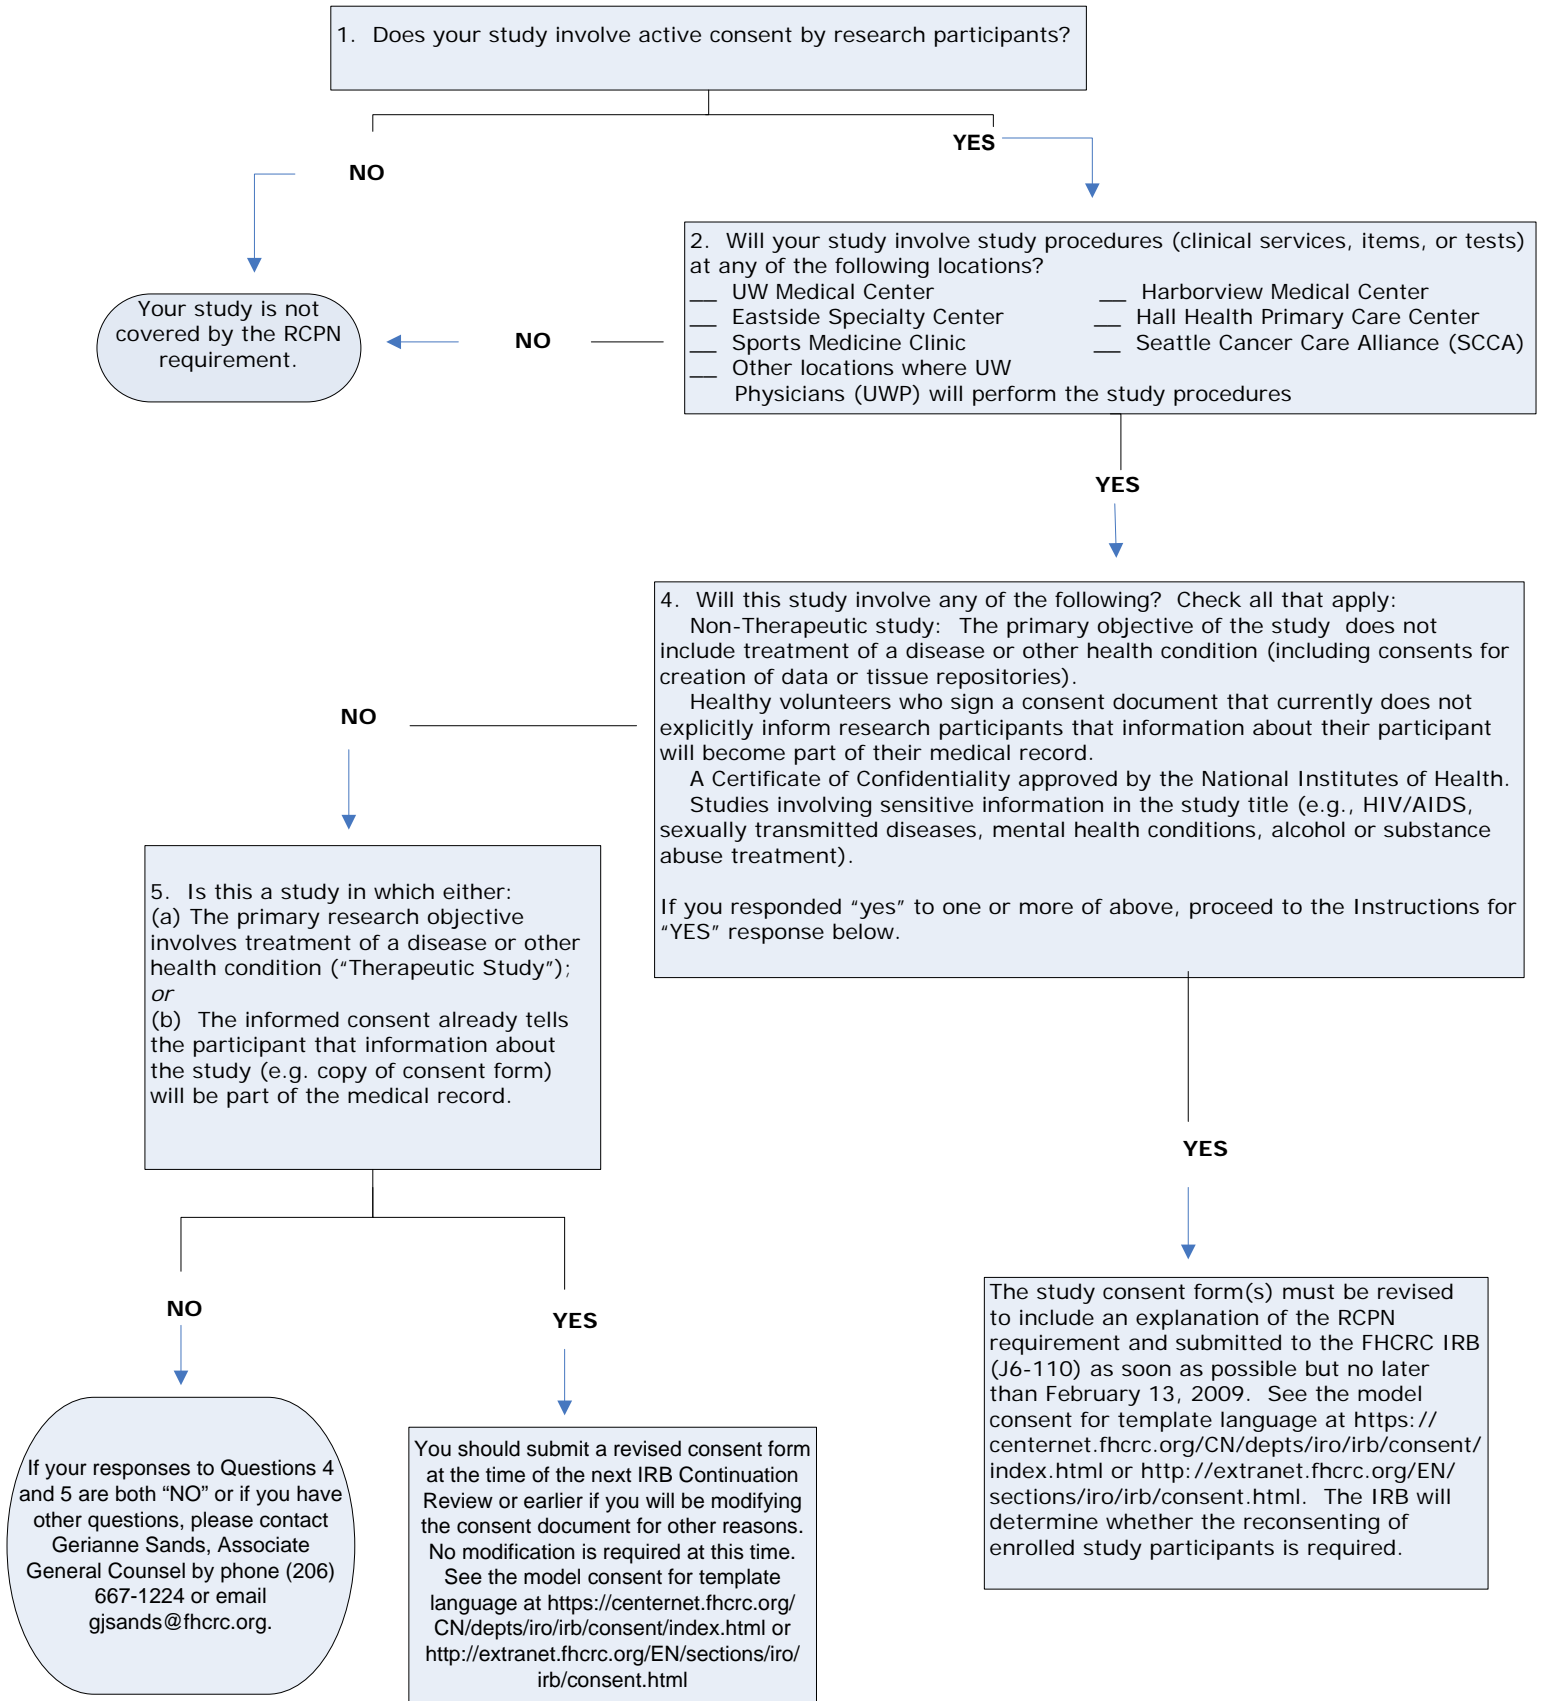 1. Does your study involve active consent by research participants?
YES
NO
2. Will your study involve study procedures (clinical services, items, or tests)
at any of the following locations?
__ UW Medical Center __ Harborview Medical Center
__ Eastside Specialty Center __ Hall Health Primary Care Center
__ Sports Medicine Clinic __ Seattle Cancer Care Alliance (SCCA)
__ Other locations where UW
Physicians (UWP) will perform the study procedures
NO
Your study is not
covered by the RCPN
requirement.
YES
4. Will this study involve any of the following? Check all that apply:
Non-Therapeutic study: The primary objective of the study does not
include treatment of a disease or other health condition (including consents for
creation of data or tissue repositories).
Healthy volunteers who sign a consent document that currently does not
explicitly inform research participants that information about their participant
will become part of their medical record.
A Certificate of Confidentiality approved by the National Institutes of Health.
Studies involving sensitive information in the study title (e.g., HIV/AIDS,
sexually transmitted diseases, mental health conditions, alcohol or substance
abuse treatment).
If you responded “yes” to one or more of above, proceed to the Instructions for
“YES” response below.
NO
5. Is this a study in which either:
(a) The primary research objective
involves treatment of a disease or other
health condition (“Therapeutic Study”);
or
(b) The informed consent already tells
the participant that information about
the study (e.g. copy of consent form)
will be part of the medical record.
YES
The study consent form(s) must be revised
to include an explanation of the RCPN
requirement and submitted to the FHCRC IRB
(J6-110) as soon as possible but no later
than February 13, 2009. See the model
consent for template language at https://
centernet.fhcrc.org/CN/depts/iro/irb/consent/
index.html or http://extranet.fhcrc.org/EN/
sections/iro/irb/consent.html. The IRB will
determine whether the reconsenting of
enrolled study participants is required.
NO
YES
If your responses to Questions 4
and 5 are both “NO” or if you have
other questions, please contact
Gerianne Sands, Associate
General Counsel by phone (206)
667-1224 or email
gjsands@fhcrc.org.
You should submit a revised consent form
at the time of the next IRB Continuation
Review or earlier if you will be modifying
the consent document for other reasons.
No modification is required at this time.
See the model consent for template
language at https://centernet.fhcrc.org/
CN/depts/iro/irb/consent/index.html or
http://extranet.fhcrc.org/EN/sections/iro/
irb/consent.html